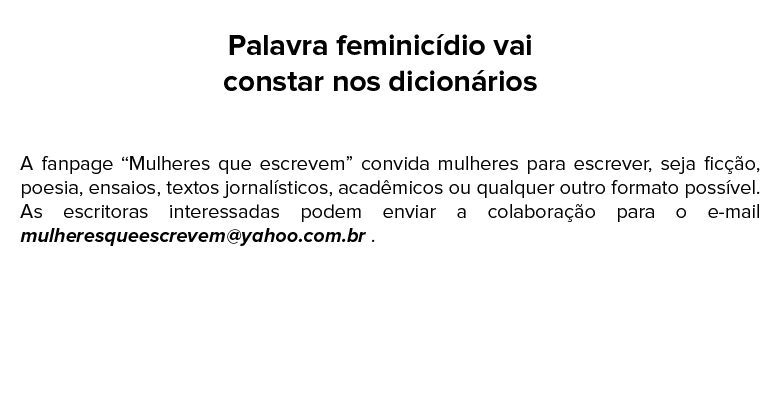 Palavra feminicídio vai
constar nos dicionários
A fanpage “Mulheres que escrevem” convida mulheres para escrever, seja ficção,
poesia, ensaios, textos jornalísticos, acadêmicos ou qualquer outro formato possível.
As escritoras interessadas podem enviar a colaboração para o e-mail
mulheresqueescrevem@yahoo.com.br .